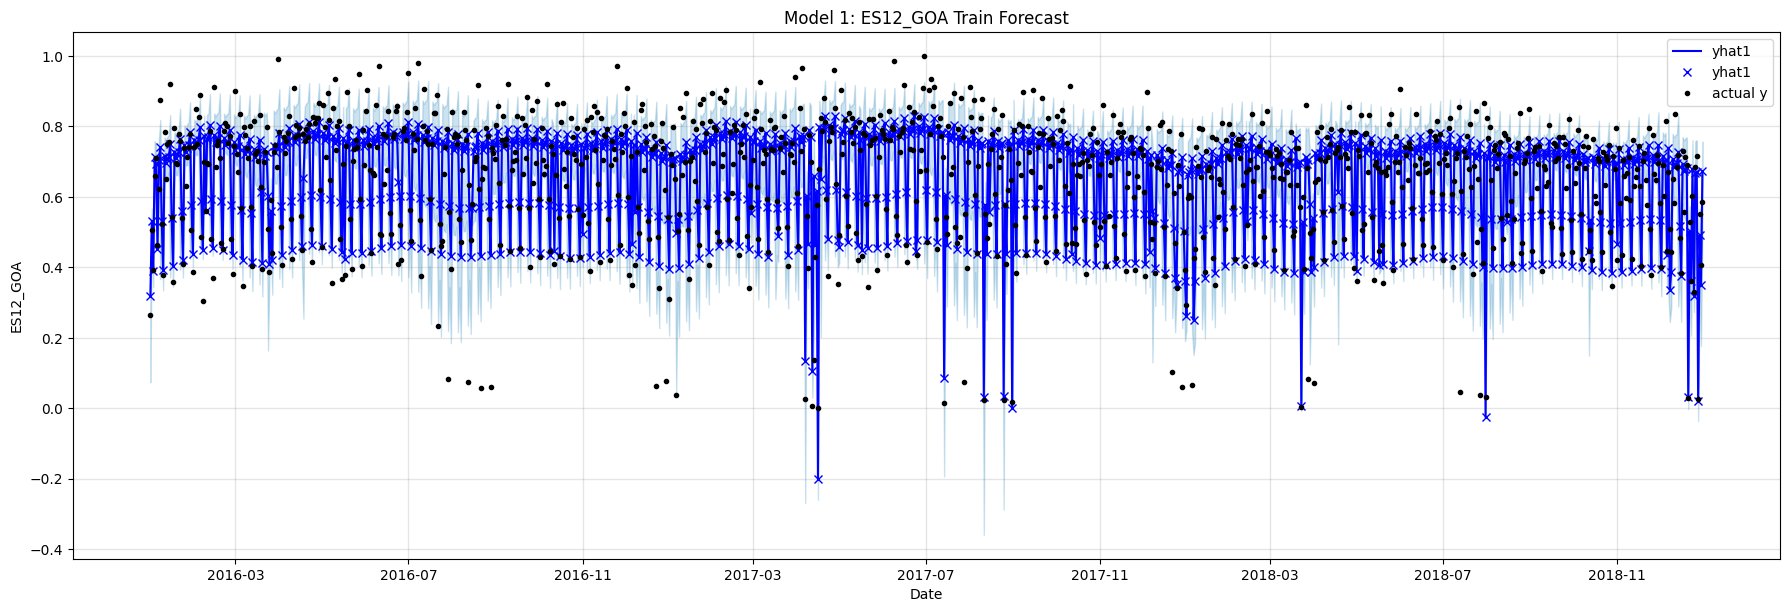 Model 1: ES12_GOA Train Forecast
yhat1
yhat1
actual y
ES12_GOA
1.0
0.8
0.6
0.4
0.2
0.0
−0.2
−0.4
2016-03
2016-07
2016-11
2017-03
2017-07
2017-11
2018-03
2018-07
2018-11
Date